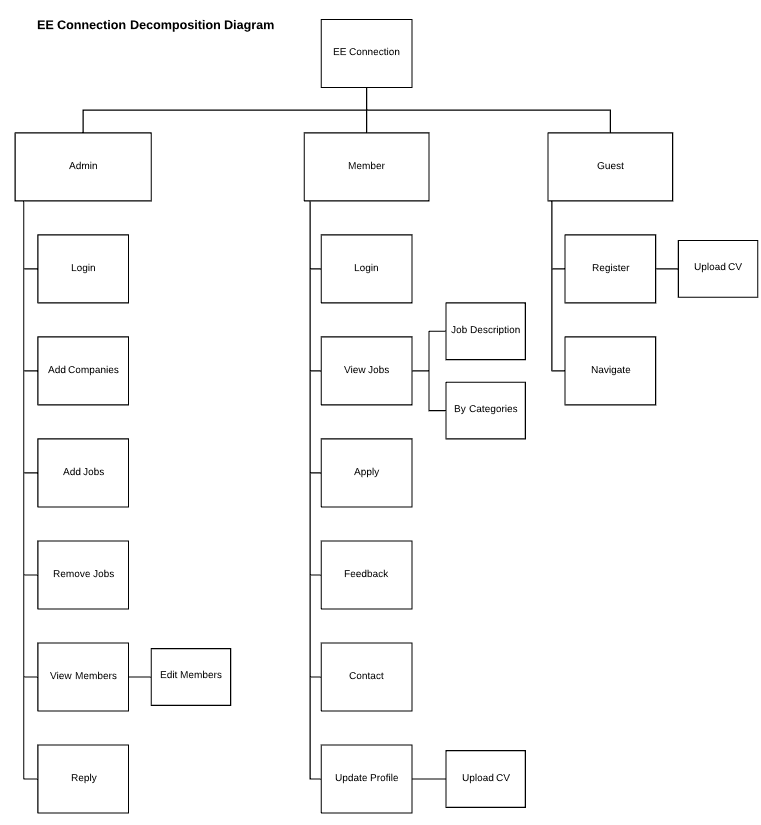 EE Connection Decomposition Diagram
EE Connection
Admin
Member
Guest
Login
Login
Register
Upload CV
Add Companies
View Jobs
Job Description
By Categories
Navigate
Add Jobs
Apply
Remove Jobs
Feedback
View Members
Edit Members
Contact
Reply
Update Profile
Upload CV